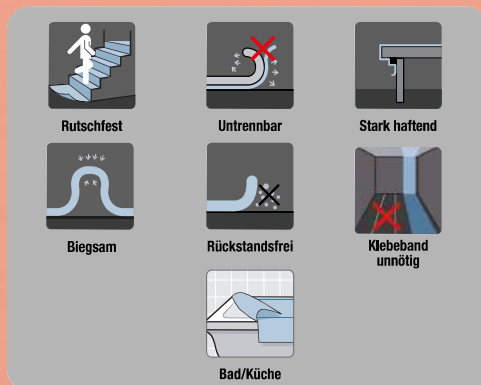 Rutschfest
Untrennbar
Stark haftend
Biegsam
Rückstandsfrei
Klebeband
unnötig
Bad/Küche